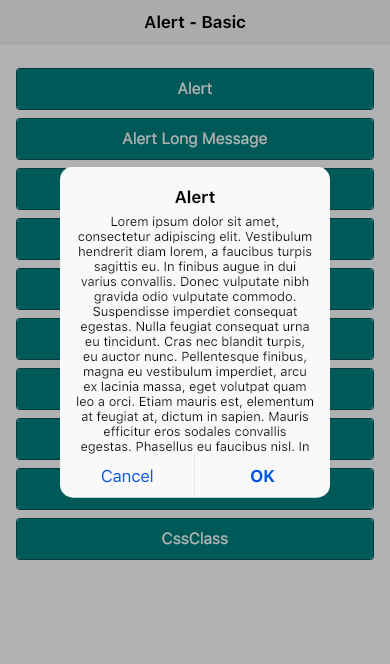 Alert - Basic
Alert
Alert Long Message
Alert
Lorem ipsum dolor sit amet,
consectetur adipiscing elit. Vestibulum
hendrerit diam lorem, a faucibus turpis
sagittis eu. In finibus augue in dui
varius convallis. Donec vulputate nibh
gravida odio vulputate commodo.
Suspendisse imperdiet consequat
egestas. Nulla feugiat consequat urna
eu tincidunt. Cras nec blandit turpis,
eu auctor nunc. Pellentesque finibus,
magna eu vestibulum imperdiet, arcu
ex lacinia massa, eget volutpat quam
leo a orci. Etiam mauris est, elementum
at feugiat at, dictum in sapien. Mauris
efficitur eros sodales convallis
egestas. Phasellus eu faucibus nisl. In
Cancel
OK
CssClass